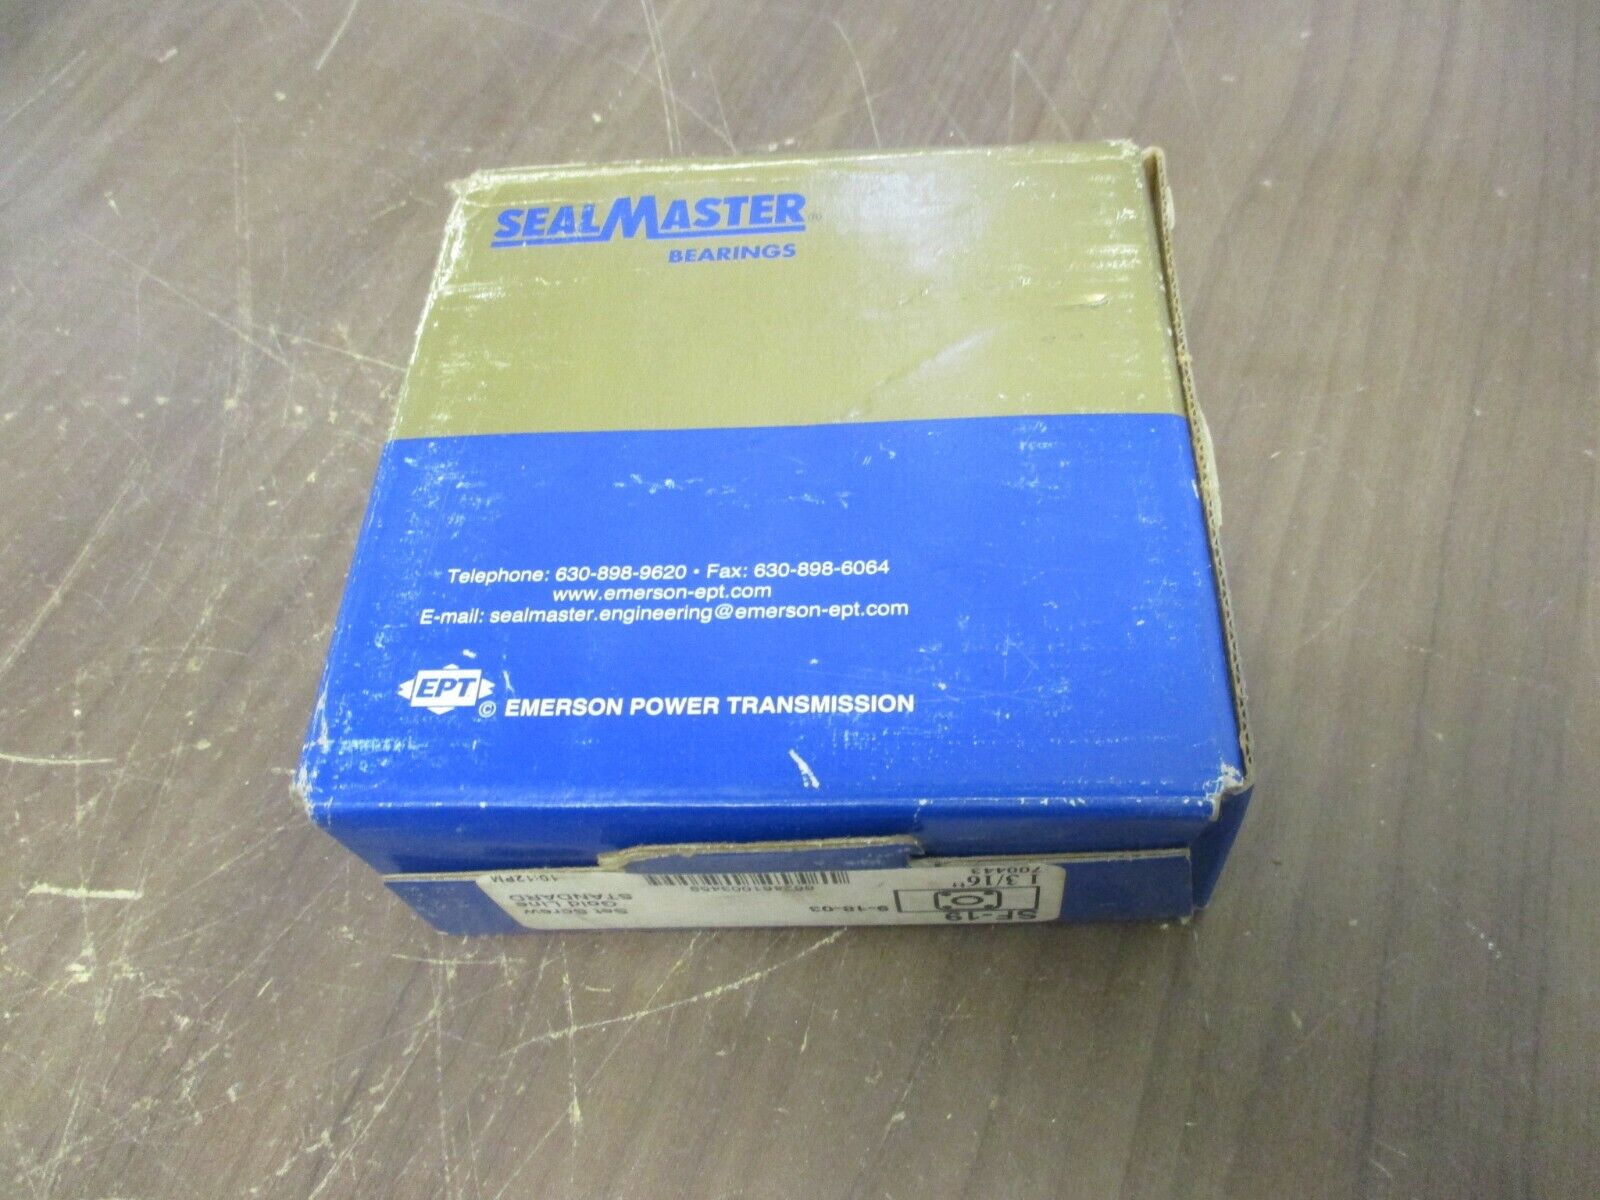 SEALMASTER®
BEARINGS
Telephone: 630-898-9620 • Fax: 630-898-6064
www.emerson-ept.com
E-mail: sealmaster.engineering@emerson-ept.com
EPT
© EMERSON POWER TRANSMISSION
SF-19
1 3/16"
700443
9-18-03
Set Screw
Gold Line
STANDARD
10:12PM